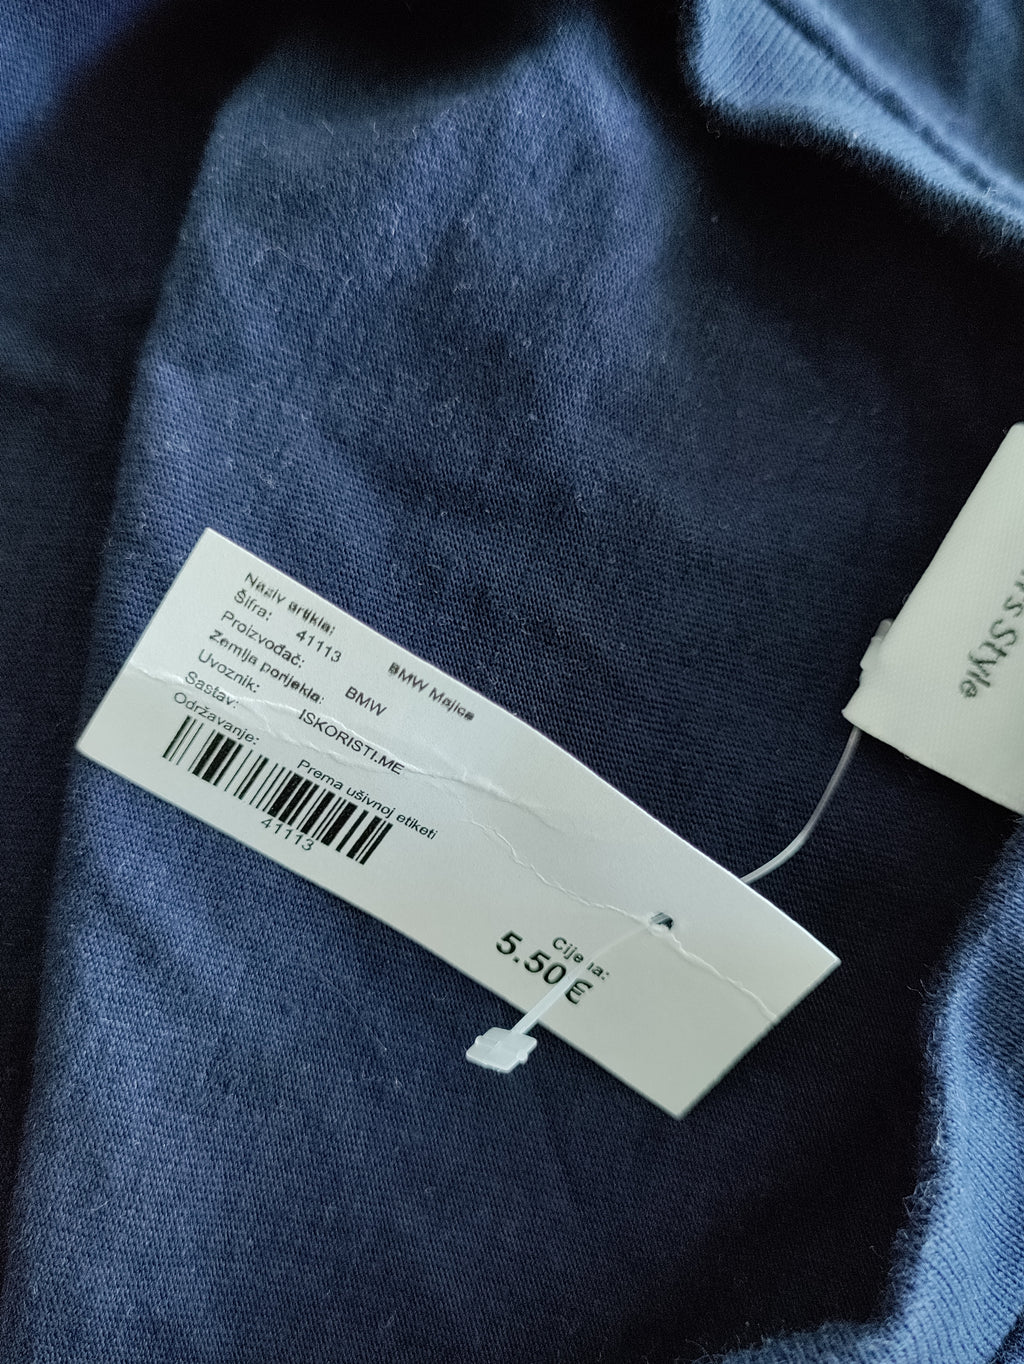 Naziv artikla: BMW Majica
Šifra: 41113
Proizvođač: BMW
Zemlja porijekla:
Uvoznik: ISKORISTI.ME
Sastav:
Održavanje: Prema ušivnoj etiketi
41113
Cijena:
5.50 €
Style